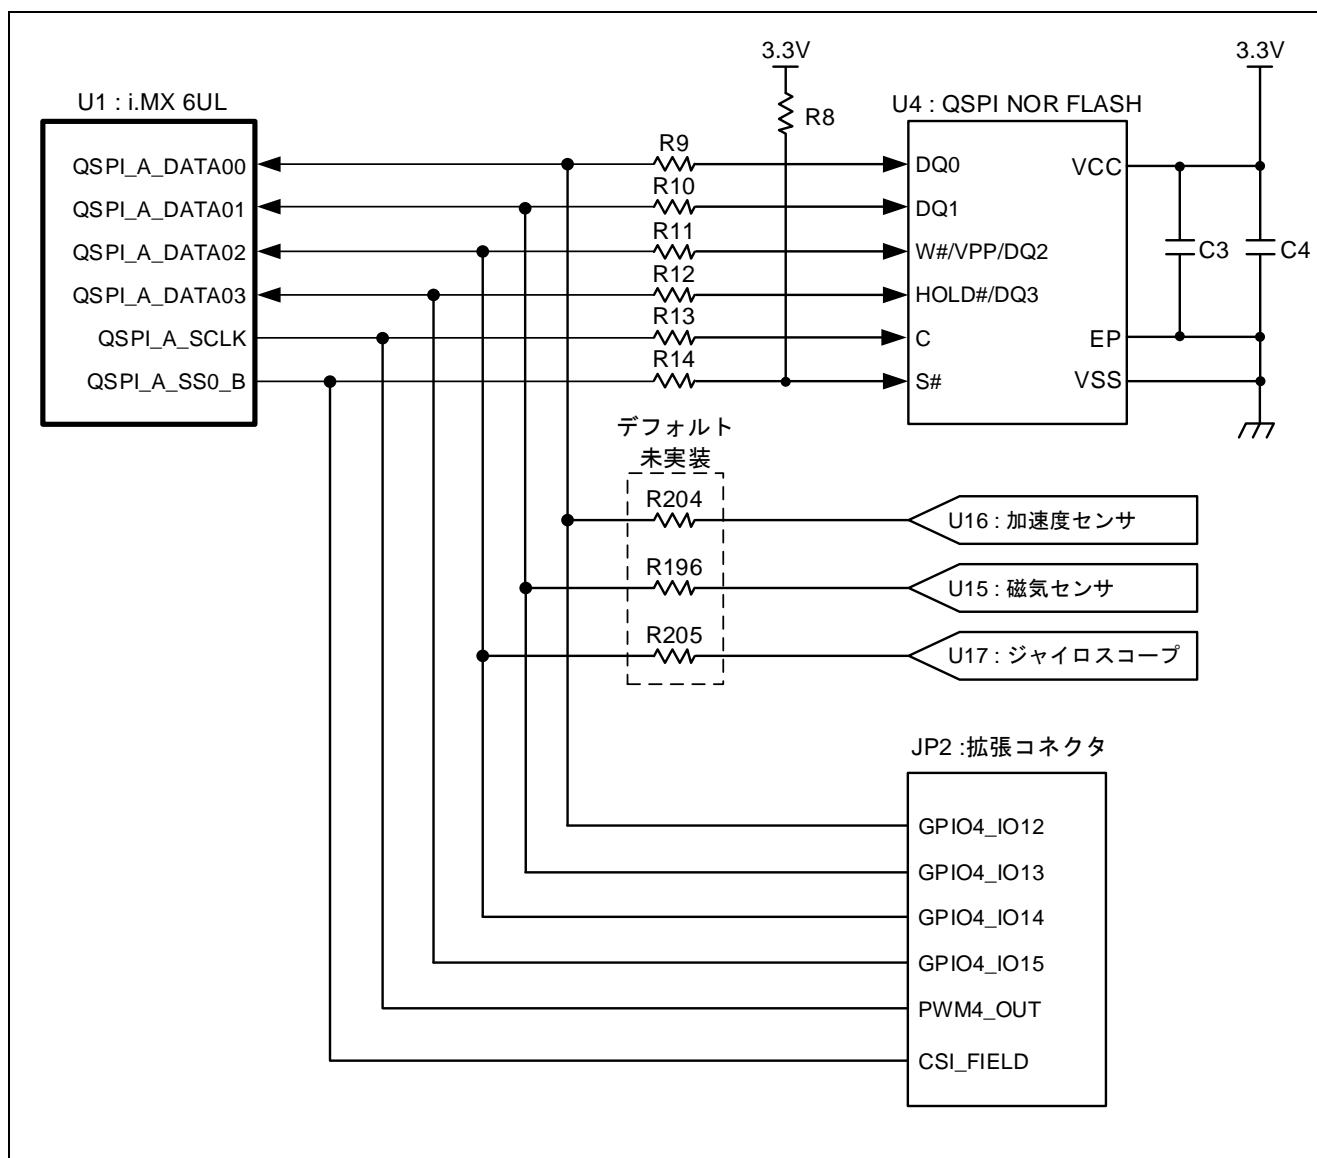 3.3V
3.3V
U1 : i.MX 6UL
R8
U4 : QSPI NOR FLASH
QSPI_A_DATA00
R9
DQ0
VCC
QSPI_A_DATA01
R10
DQ1
QSPI_A_DATA02
R11
W#/VPP/DQ2
C3
C4
QSPI_A_DATA03
R12
HOLD#/DQ3
QSPI_A_SCLK
R13
C
EP
QSPI_A_SS0_B
R14
S#
VSS
デフォルト
未実装
R204
U16 : 加速度センサ
R196
U15 : 磁気センサ
R205
U17 : ジャイロスコープ
JP2 :拡張コネクタ
GPIO4_IO12
GPIO4_IO13
GPIO4_IO14
GPIO4_IO15
PWM4_OUT
CSI_FIELD